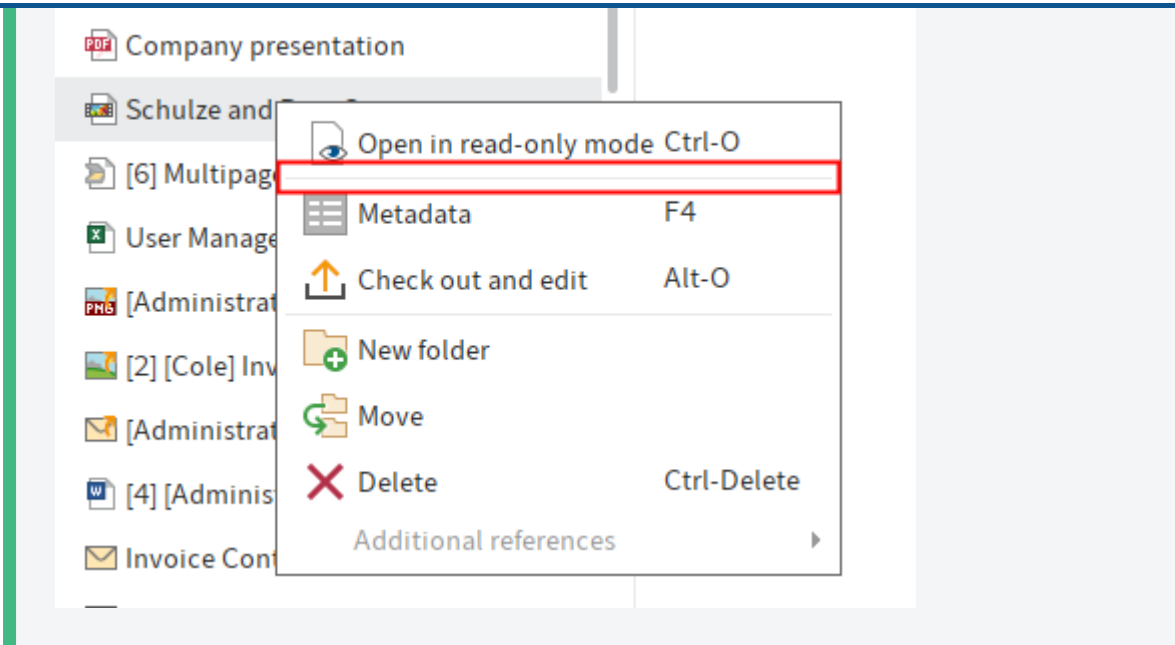 Company presentation
Schulze and
Open in read-only mode Ctrl-O
[6] Multipage
Metadata F4
User Manage
Check out and edit Alt-O
[Administrat
New folder
[2] [Cole] Inv
Move
[Administrat
Delete Ctrl-Delete
[4] [Adminis
Additional references
Invoice Cont